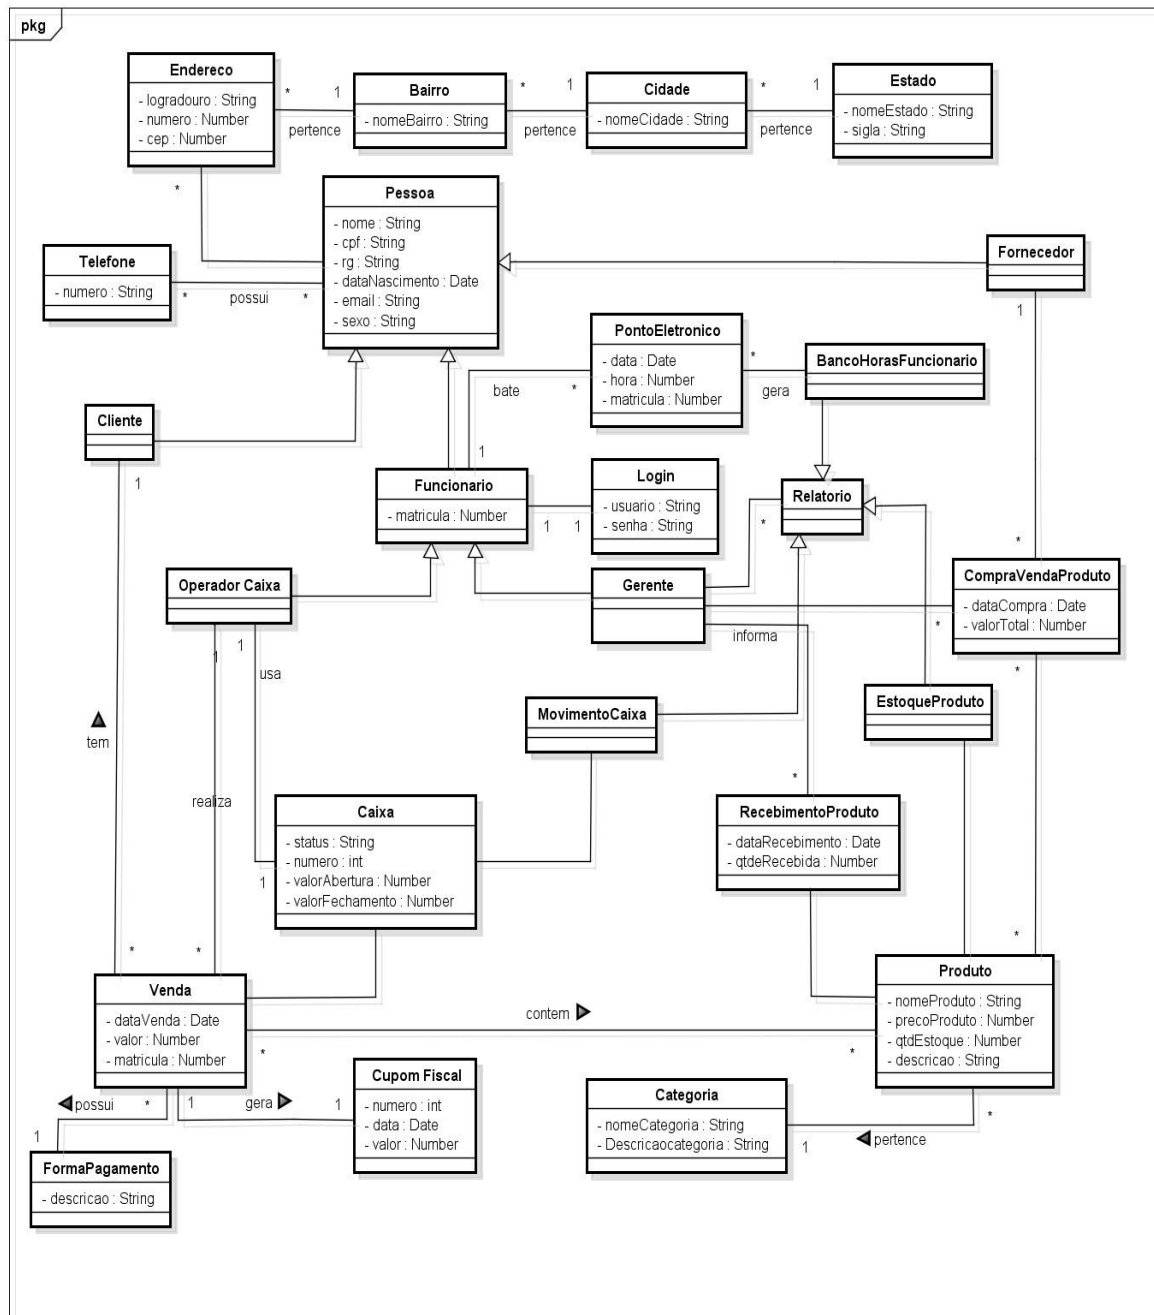 pkg
Endereco
- logradouro : String
- numero : Number
- cep : Number
*
1
pertence
Bairro
- nomeBairro : String
*
1
pertence
Cidade
- nomeCidade : String
*
1
pertence
Estado
- nomeEstado : String
- sigla : String
*
Pessoa
- nome : String
- cpf : String
- rg : String
- dataNascimento : Date
- email : String
- sexo : String
Telefone
- numero : String
*
possui
*
Fornecedor
1
PontoEletronico
- data : Date
- hora : Number
- matricula : Number
bate
*
1
*
gera
BancoHorasFuncionario
Cliente
1
Funcionario
- matricula : Number
1
1
Login
- usuario : String
- senha : String
Relatorio
*
Operador Caixa
1
1
usa
Gerente
informa
*
*
CompraVendaProduto
- dataCompra : Date
- valorTotal : Number
*
EstoqueProduto
MovimentoCaixa
tem
realiza
*
Caixa
- status : String
- numero : int
- valorAbertura : Number
- valorFechamento : Number
1
RecebimentoProduto
- dataRecebimento : Date
- qtdeRecebida : Number
*
*
*
Venda
- dataVenda : Date
- valor : Number
- matricula : Number
contem
*
*
Produto
- nomeProduto : String
- precoProduto : Number
- qtdEstoque : Number
- descricao : String
possui
*
1
gera
1
1
Cupom Fiscal
- numero : int
- data : Date
- valor : Number
Categoria
- nomeCategoria : String
- Descricaocategoria : String
*
pertence
1
FormaPagamento
- descricao : String